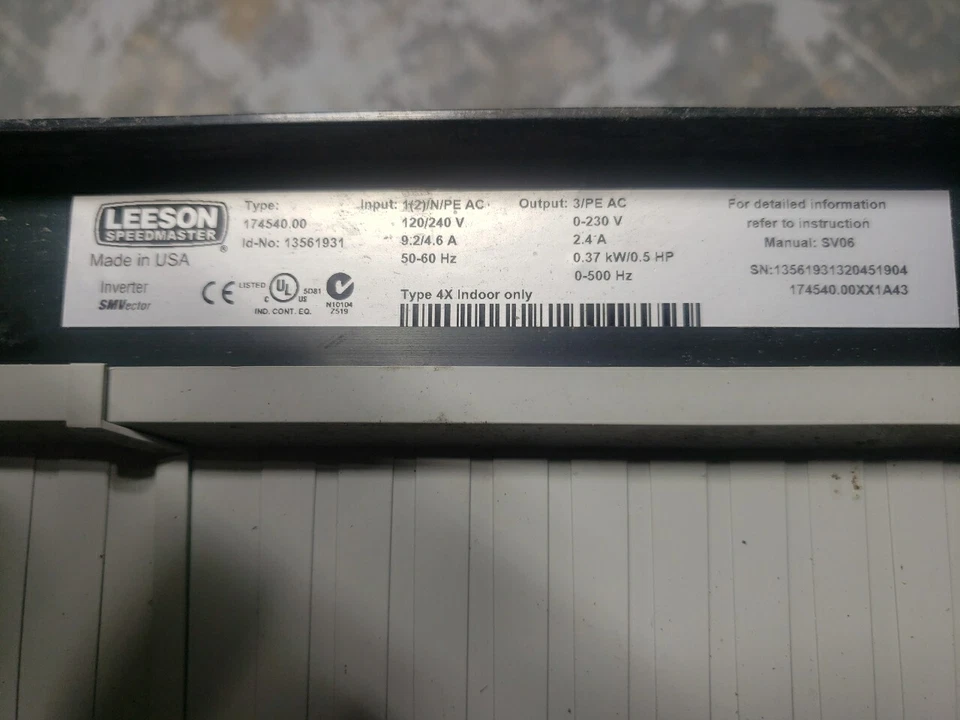 LEESON
SPEEDMASTER
®
Made in USA
Inverter
SMVector
Type:
174540.00
Id-No: 13561931
CE
LISTED
UL
C US
5D81
IND. CONT. EQ.
N10104
Z519
Input: 1(2)/N/PE AC
120/240 V
9.2/4.6 A
50-60 Hz
Type 4X Indoor only
Output: 3/PE AC
0-230 V
2.4 A
0.37 kW/0.5 HP
0-500 Hz
For detailed information
refer to instruction
Manual: SV06
SN:13561931320451904
174540.00XX1A43